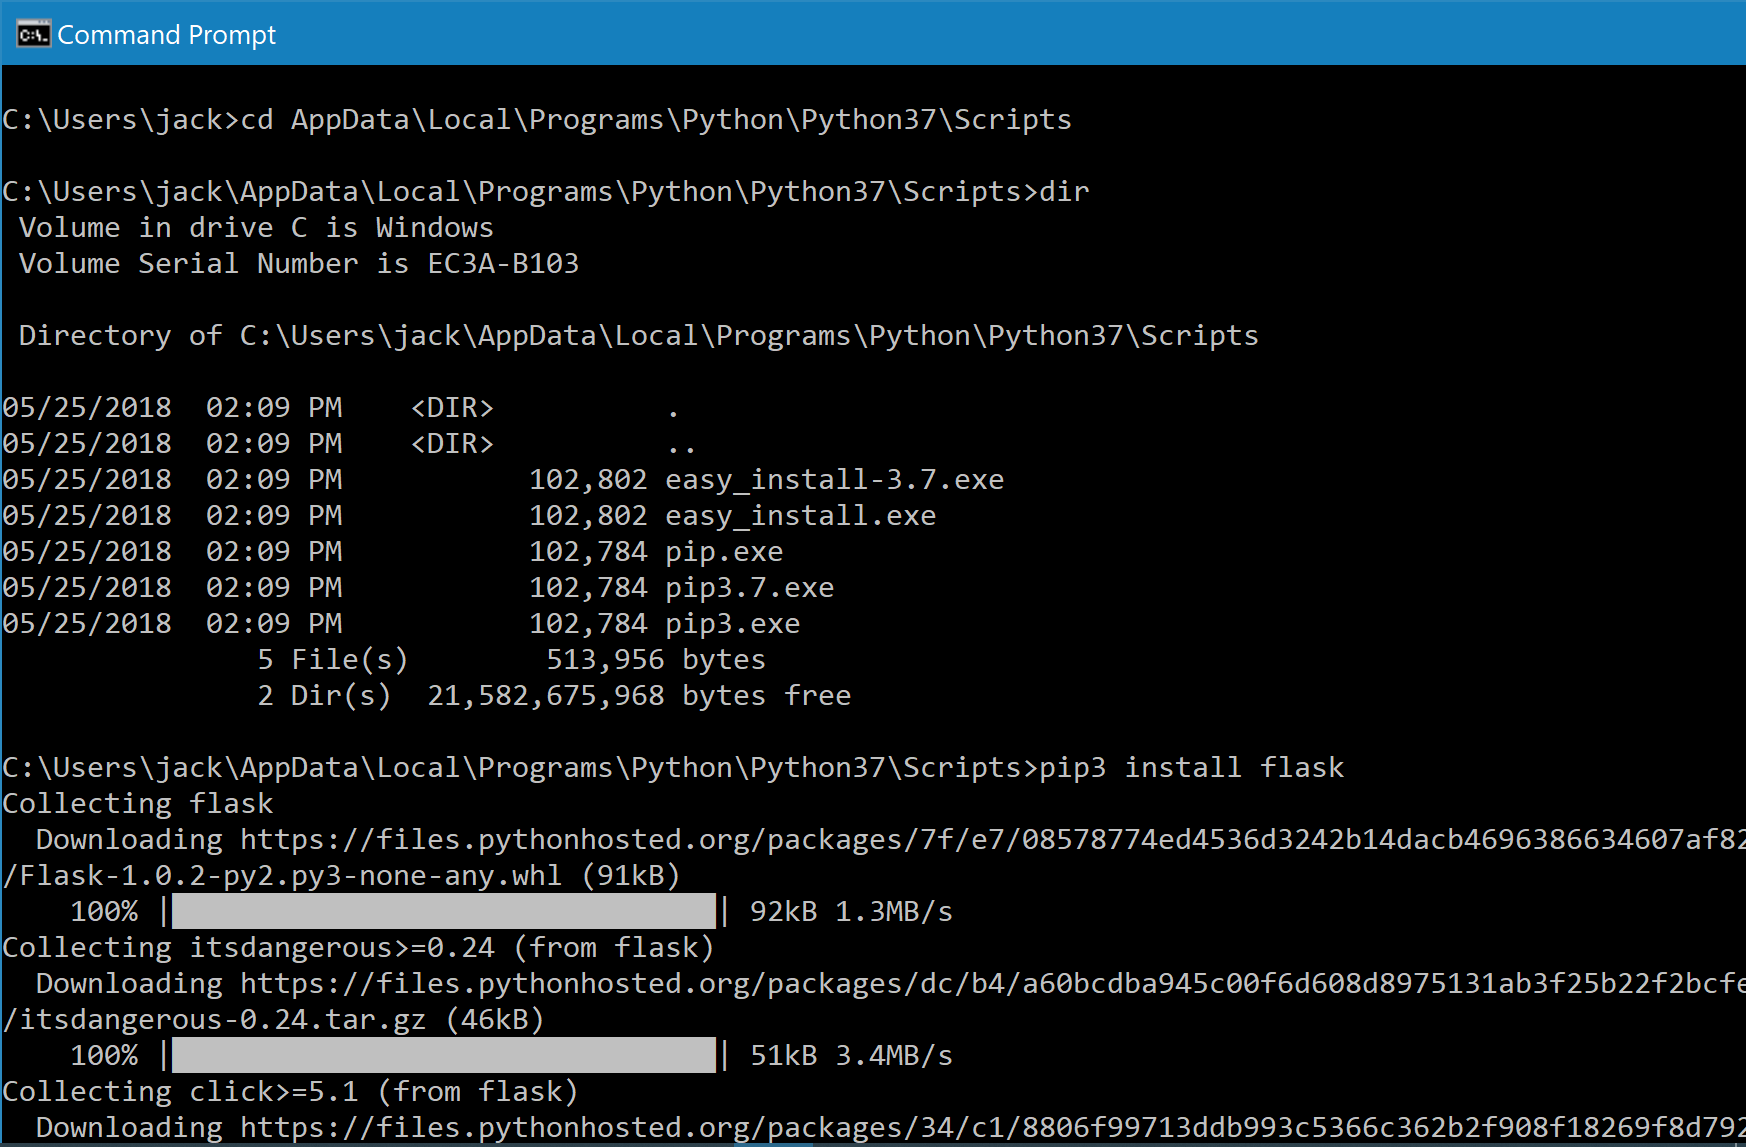 Command Prompt
C:\Users\jack>cd AppData\Local\Programs\Python\Python37\Scripts
C:\Users\jack\AppData\Local\Programs\Python\Python37\Scripts>dir
 Volume in drive C is Windows
 Volume Serial Number is EC3A-B103
 Directory of C:\Users\jack\AppData\Local\Programs\Python\Python37\Scripts
05/25/2018  02:09 PM    <DIR>          .
05/25/2018  02:09 PM    <DIR>          ..
05/25/2018  02:09 PM           102,802 easy_install-3.7.exe
05/25/2018  02:09 PM           102,802 easy_install.exe
05/25/2018  02:09 PM           102,784 pip.exe
05/25/2018  02:09 PM           102,784 pip3.7.exe
05/25/2018  02:09 PM           102,784 pip3.exe
               5 File(s)        513,956 bytes
               2 Dir(s)  21,582,675,968 bytes free
C:\Users\jack\AppData\Local\Programs\Python\Python37\Scripts>pip3 install flask
Collecting flask
  Downloading https://files.pythonhosted.org/packages/7f/e7/08578774ed4536d3242b14dacb4696386634607af82
/Flask-1.0.2-py2.py3-none-any.whl (91kB)
    100% |                                | 92kB 1.3MB/s
Collecting itsdangerous>=0.24 (from flask)
  Downloading https://files.pythonhosted.org/packages/dc/b4/a60bcdba945c00f6d608d8975131ab3f25b22f2bcfe
/itsdangerous-0.24.tar.gz (46kB)
    100% |                                | 51kB 3.4MB/s
Collecting click>=5.1 (from flask)
  Downloading https://files.pythonhosted.org/packages/34/c1/8806f99713ddb993c5366c362b2f908f18269f8d792